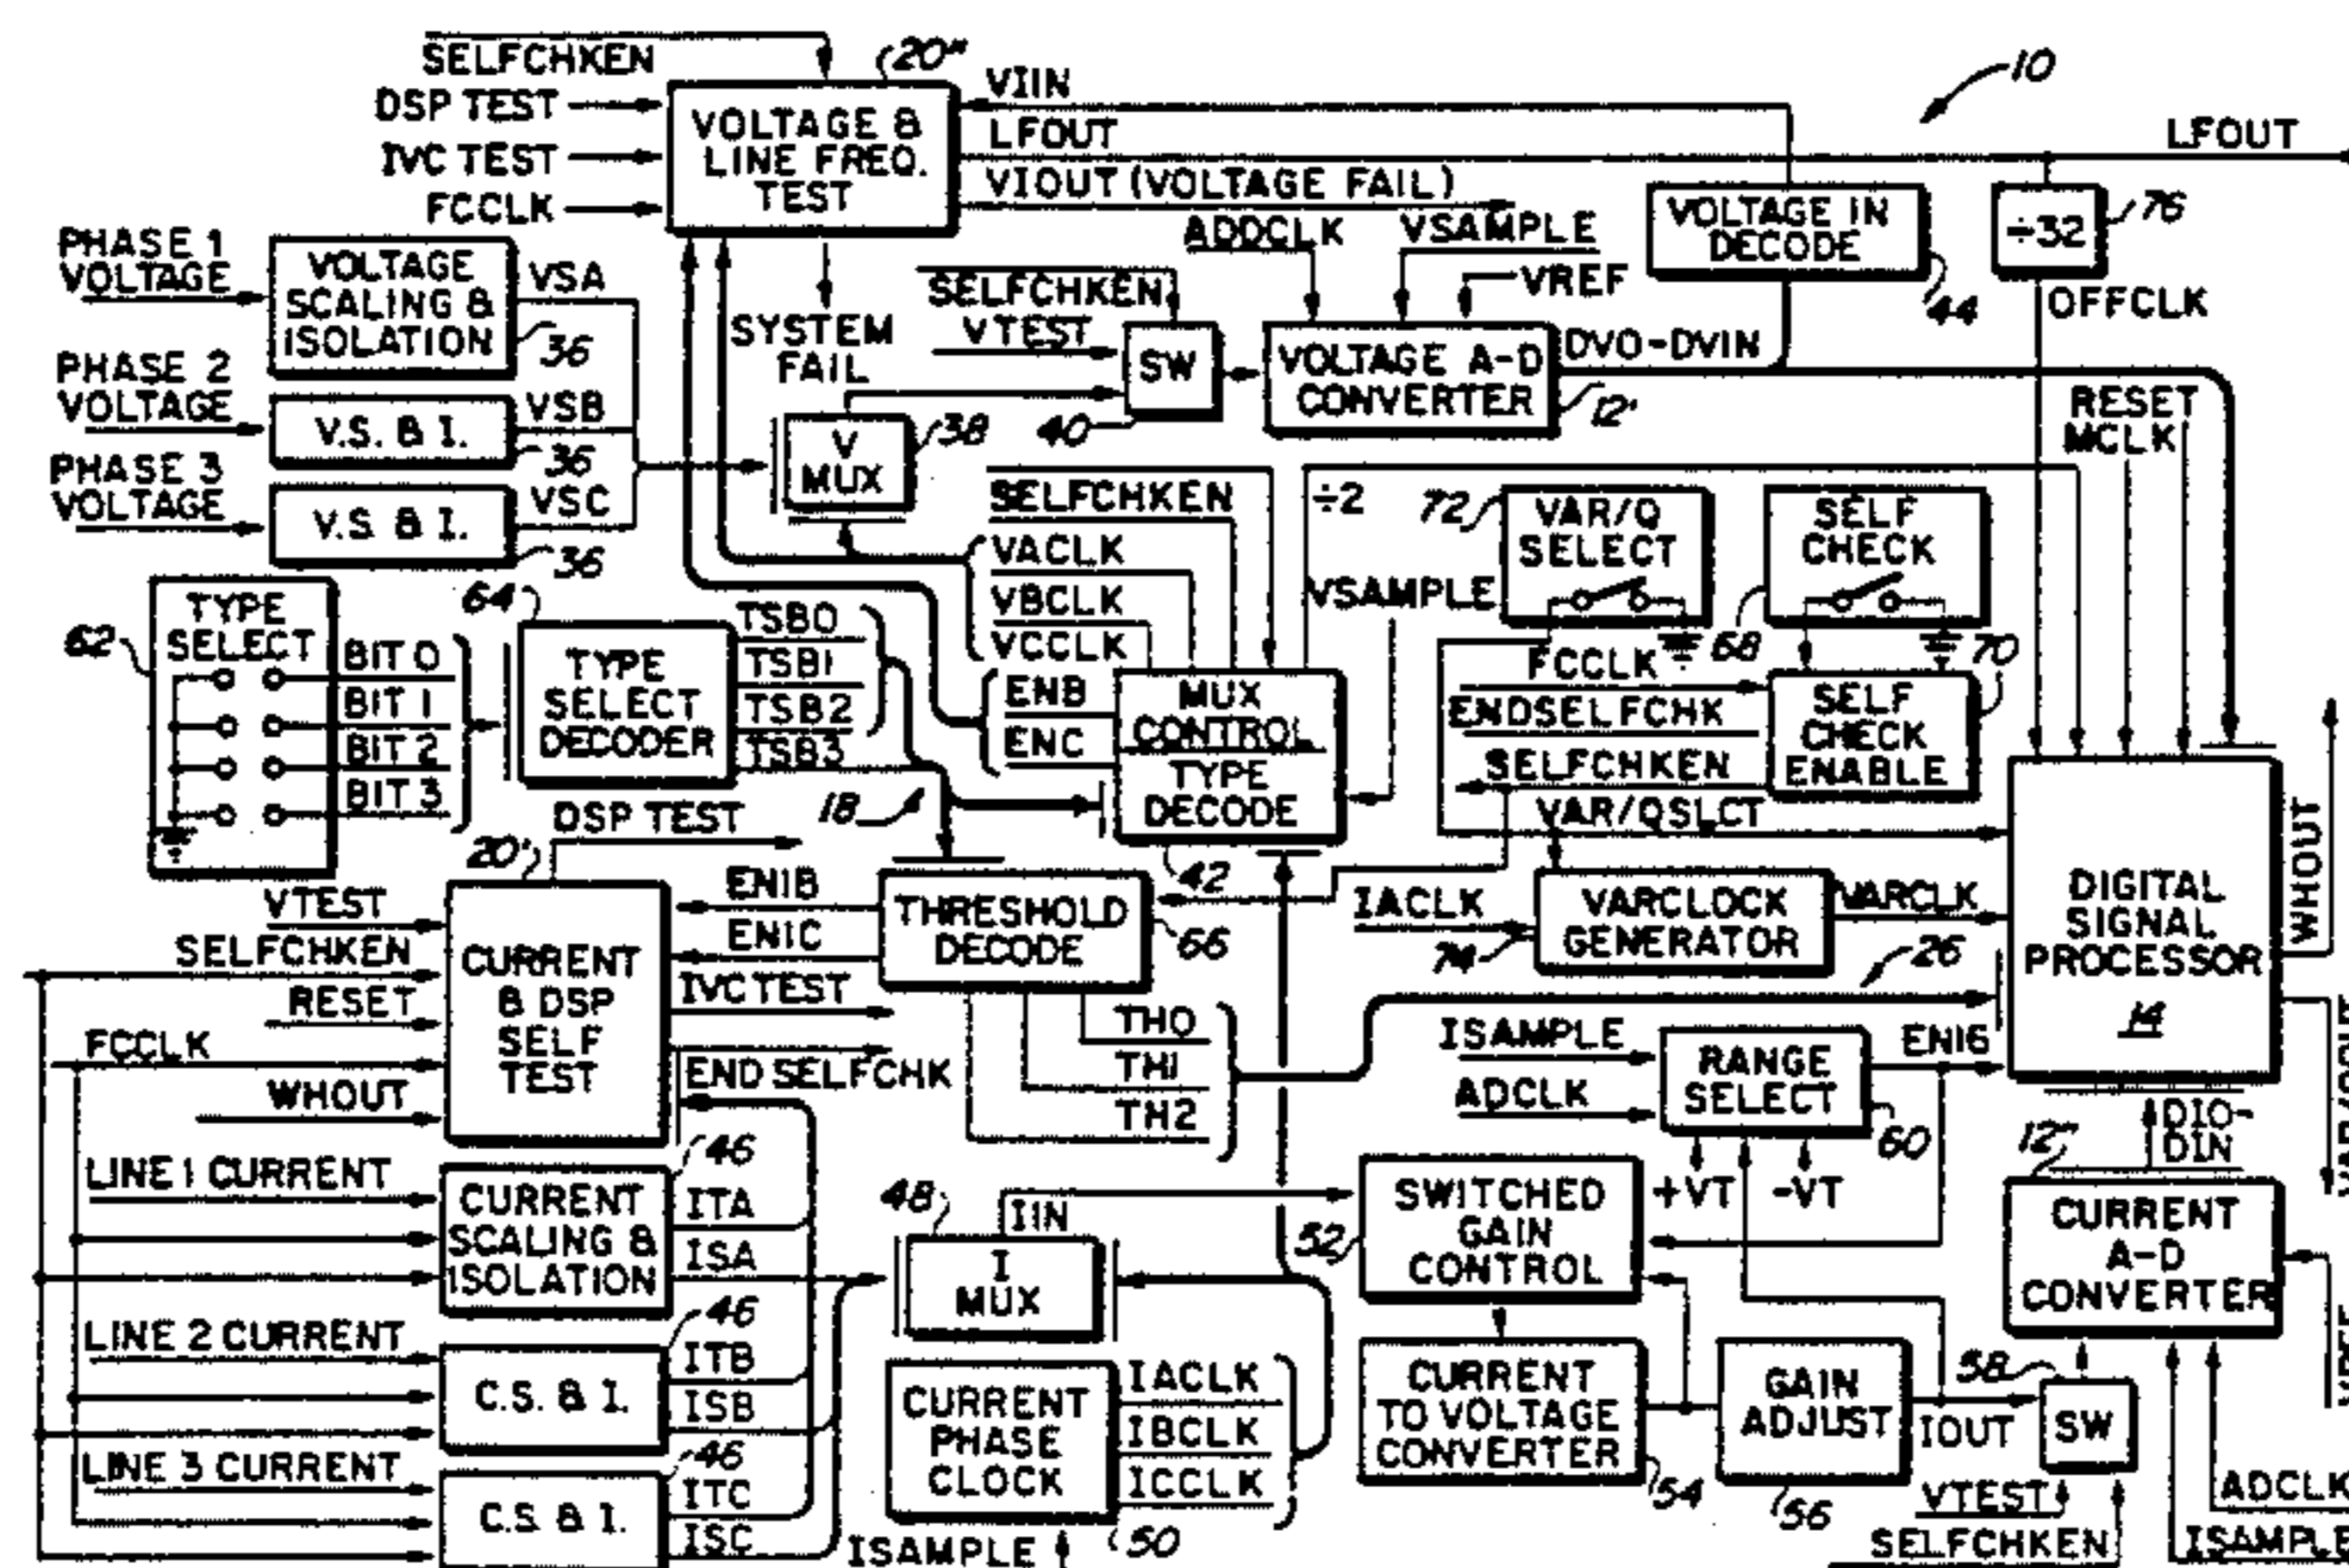 SELFCHKEN
20"
DSP TEST
IVC TEST
FCCLK
VOLTAGE &
LINE FREQ.
TEST
VIIN
LFOUT
VIOUT (VOLTAGE FAIL)
10
LFOUT
ADDCLK
VSAMPLE
VREF
VOLTAGE IN
DECODE
44
÷32
76
OFFCLK
PHASE 1
VOLTAGE
VOLTAGE
SCALING &
ISOLATION
VSA
36
SYSTEM
FAIL
SELFCHKEN
VTEST
SW
40
VOLTAGE A-D
CONVERTER
12'
DVO-DVIN
RESET
MCLK
PHASE 2
VOLTAGE
V.S. & I.
VSB
36
PHASE 3
VOLTAGE
V.S. & I.
VSC
36
V
MUX
38
SELFCHKEN
VACLK
VBCLK
VCCLK
÷2
VSAMPLE
72
VAR/Q
SELECT
SELF
CHECK
68
70
62
TYPE
SELECT
BIT 0
BIT 1
BIT 2
BIT 3
64
TYPE
SELECT
DECODER
TSB0
TSB1
TSB2
TSB3
18
ENB
ENC
MUX
CONTROL
TYPE
DECODE
42
FCCLK
ENDSELFCHK
SELFCHKEN
SELF
CHECK
ENABLE
VAR/QSLCT
DSP TEST
20'
VTEST
SELFCHKEN
RESET
FCCLK
WHOUT
CURRENT
& DSP
SELF
TEST
EN1B
EN1C
IVC TEST
END SELFCHK
THRESHOLD
DECODE
66
TH0
TH1
TH2
IACLK
74
VARCLOCK
GENERATOR
VARCLK
26
DIGITAL
SIGNAL
PROCESSOR
14
WHOUT
ISAMPLE
ADCLK
RANGE
SELECT
60
EN16
+VT
-VT
DIO-
DIN
12"
CURRENT
A-D
CONVERTER
LINE 1 CURRENT
CURRENT
SCALING &
ISOLATION
46
ITA
ISA
48
IIN
I
MUX
52
SWITCHED
GAIN
CONTROL
LINE 2 CURRENT
C.S. & I.
46
ITB
ISB
LINE 3 CURRENT
C.S. & I.
46
ITC
ISC
CURRENT
PHASE
CLOCK
IACLK
IBCLK
ICCLK
50
ISAMPLE
CURRENT
TO VOLTAGE
CONVERTER
54
GAIN
ADJUST
56
IOUT
58
SW
VTEST
SELFCHKEN
ADCLK
ISAMPLE